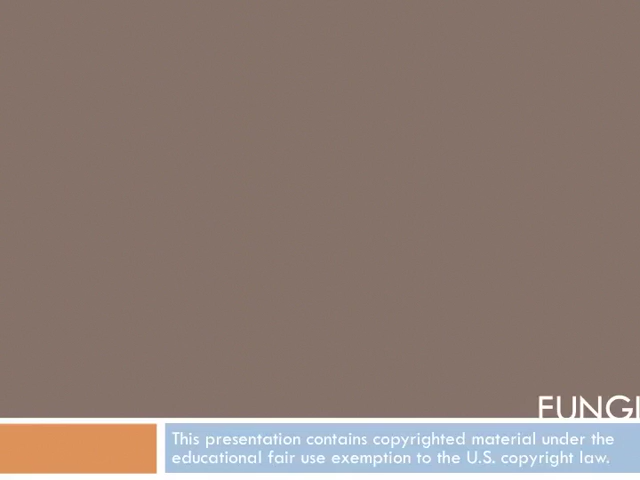 FUNGI
This presentation contains copyrighted material under the
educational fair use exemption to the U.S. copyright law.